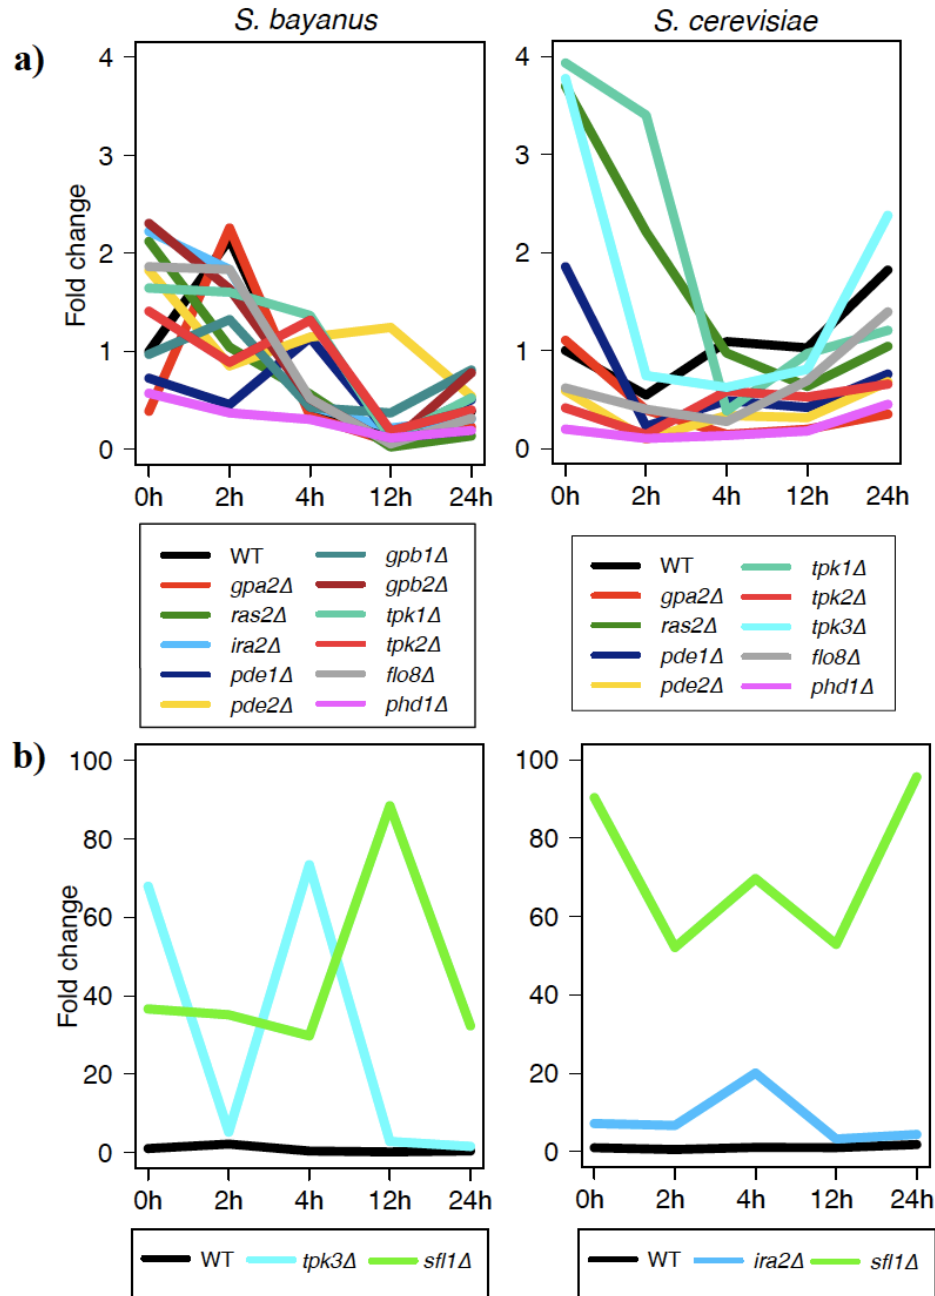 S. bayanus
S. cerevisiae
a)
Fold change
4
3
2
1
0
0h 2h 4h 12h 24h
4
3
2
1
0
0h 2h 4h 12h 24h
WT gpb1Δ
gpa2Δ gpb2Δ
ras2Δ tpk1Δ
ira2Δ tpk2Δ
pde1Δ flo8Δ
pde2Δ phd1Δ
WT tpk1Δ
gpa2Δ tpk2Δ
ras2Δ tpk3Δ
pde1Δ flo8Δ
pde2Δ phd1Δ
b)
Fold change
100
80
60
40
20
0
0h 2h 4h 12h 24h
100
80
60
40
20
0
0h 2h 4h 12h 24h
WT tpk3Δ sfl1Δ
WT ira2Δ sfl1Δ